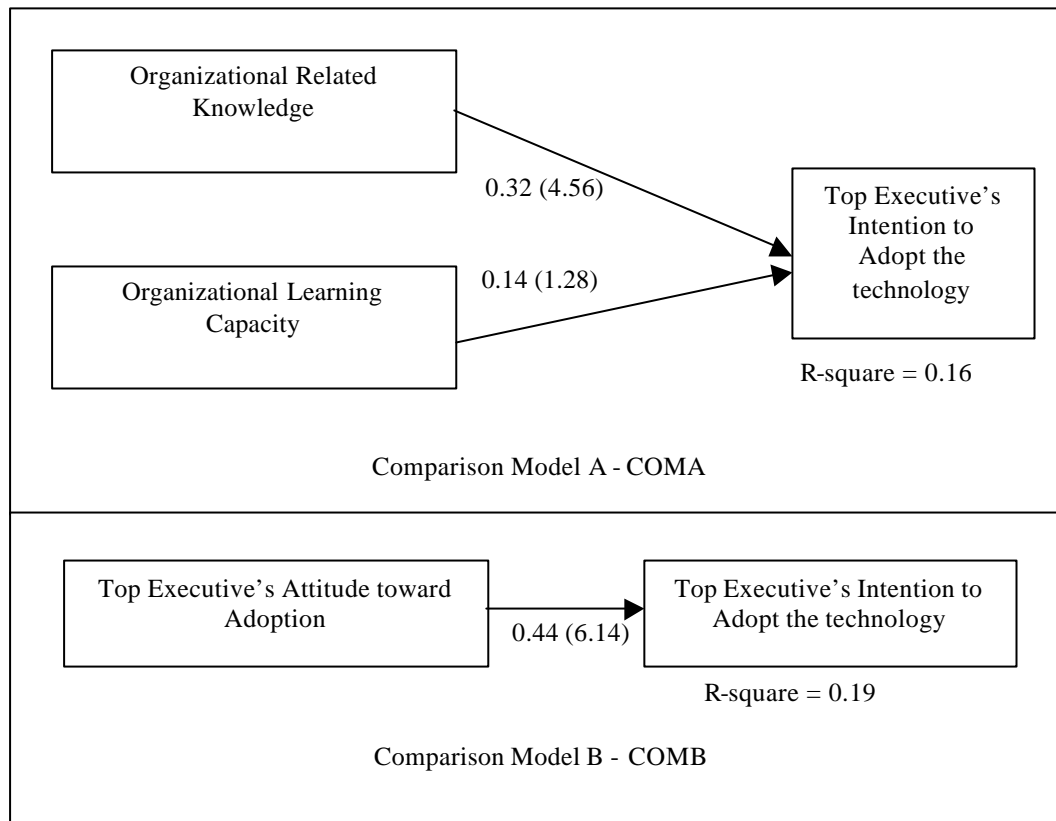 Organizational Related
Knowledge
0.32 (4.56)
Top Executive's
Intention to
Adopt the
technology
0.14 (1.28)
Organizational Learning
Capacity
R-square = 0.16
Comparison Model A - COMA
Top Executive's Attitude toward
Adoption
0.44 (6.14)
Top Executive's Intention to
Adopt the technology
R-square = 0.19
Comparison Model B - COMB